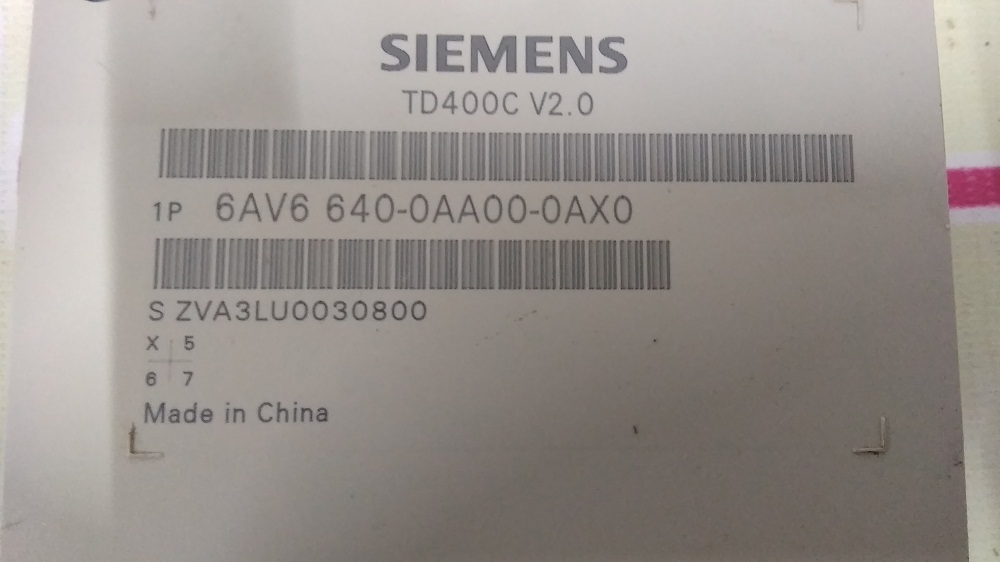 SIEMENS
TD400C V2.0
1P 6AV6 640-0AA00-0AX0
S ZVA3LU0030800
X 5
6 7
Made in China